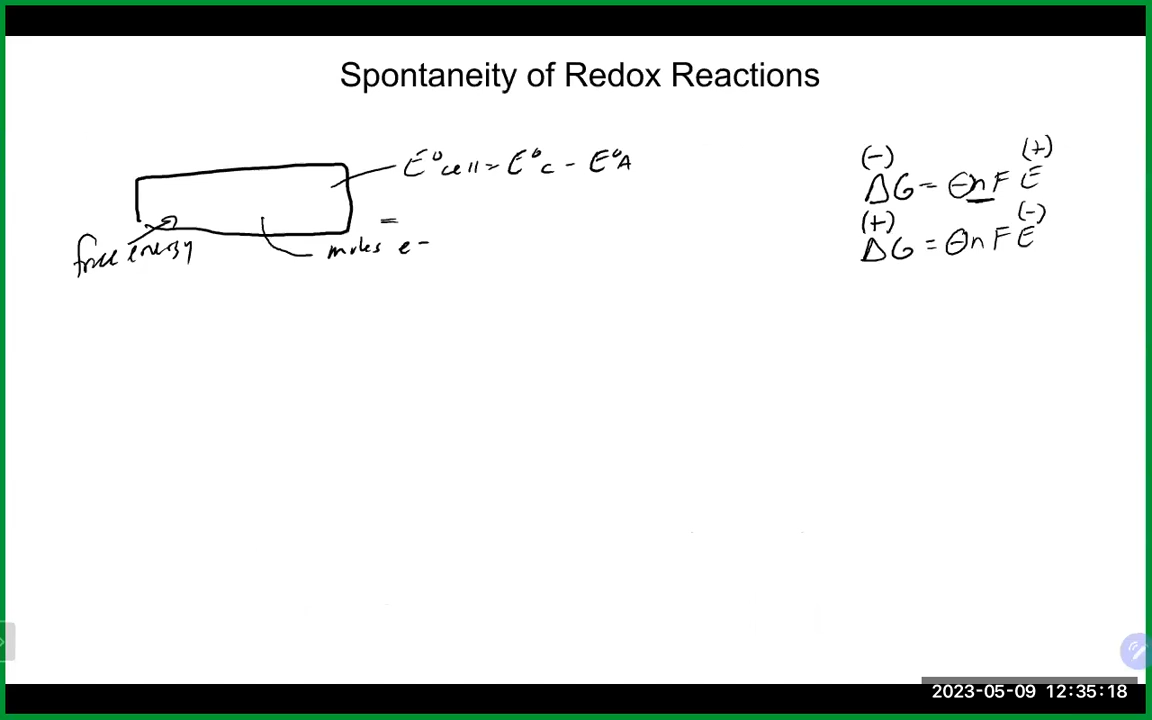 Spontaneity of Redox Reactions
E°cell = E°C - E°A
=
free energy
moles e-
(-) (+)
ΔG = ⊖nFE
(+) (-)
ΔG = ⊖nFE
2023-05-09 12:35:18